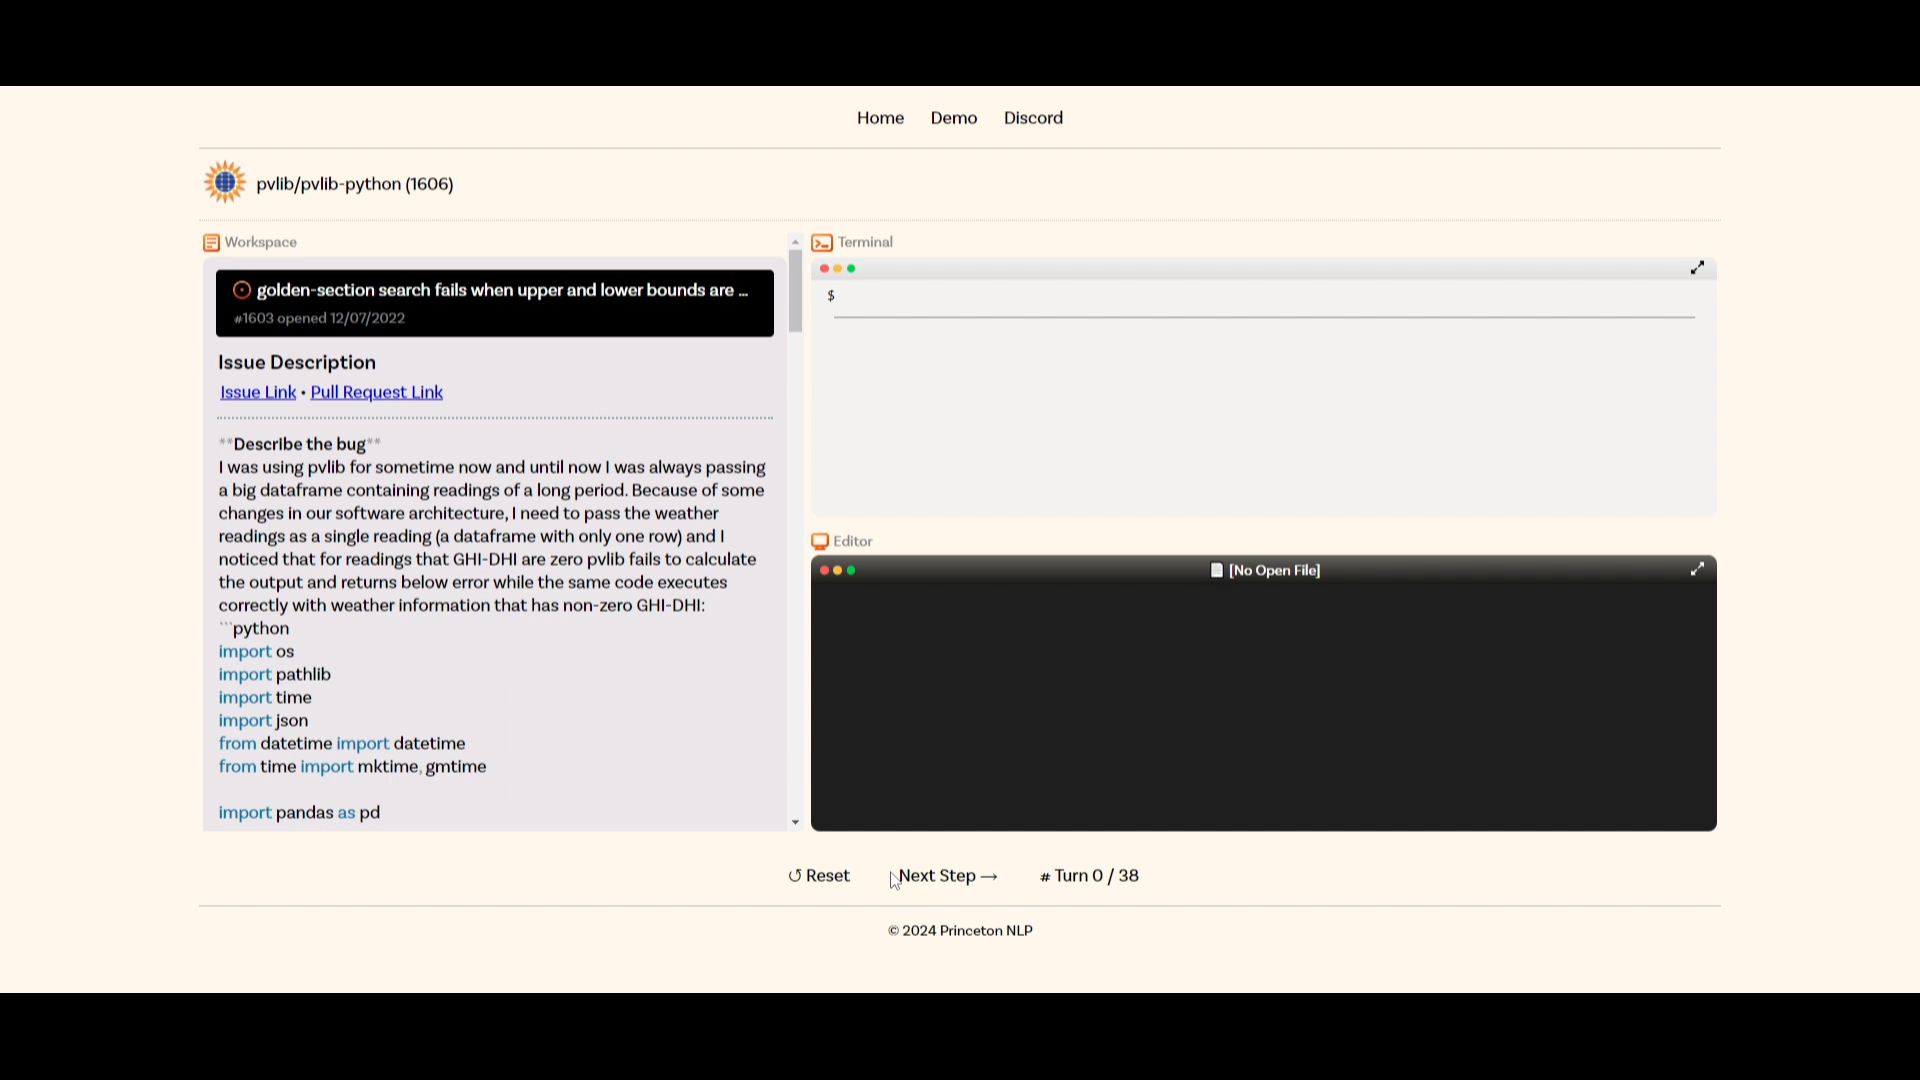 Home Demo Discord
pvlib/pvlib-python (1606)
Workspace
golden-section search fails when upper and lower bounds are ...
#1603 opened 12/07/2022
Issue Description
Issue Link • Pull Request Link
**Describe the bug**
I was using pvlib for sometime now and until now I was always passing
a big dataframe containing readings of a long period. Because of some
changes in our software architecture, I need to pass the weather
readings as a single reading (a dataframe with only one row) and I
noticed that for readings that GHI-DHI are zero pvlib fails to calculate
the output and returns below error while the same code executes
correctly with weather information that has non-zero GHI-DHI:
```python
import os
import pathlib
import time
import json
from datetime import datetime
from time import mktime, gmtime
import pandas as pd
Terminal
$
Editor
[No Open File]
↺ Reset
Next Step →
# Turn 0 / 38
© 2024 Princeton NLP